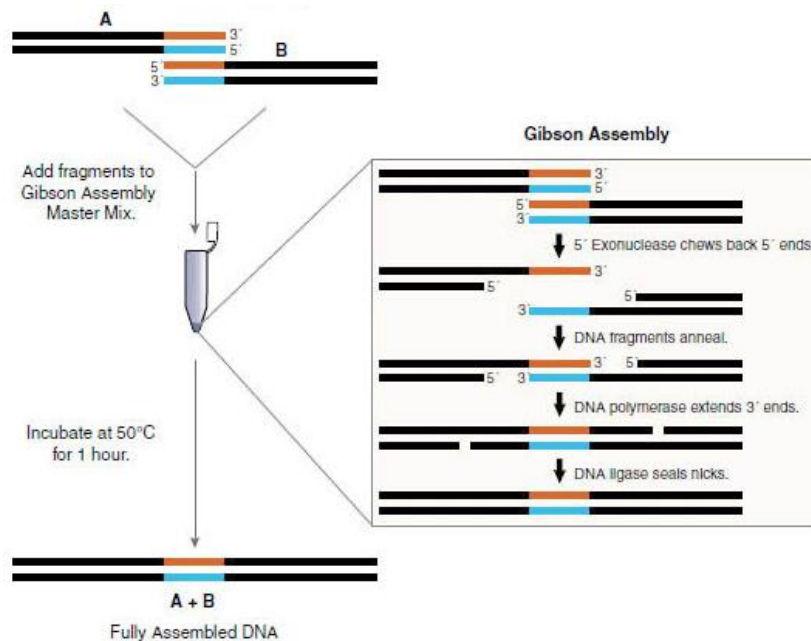 A
3´
5´
B
5´
3´
Add fragments to
Gibson Assembly
Master Mix.
Incubate at 50°C
for 1 hour.
A + B
Fully Assembled DNA
Gibson Assembly
3´
5´
5´
3´
5´ Exonuclease chews back 5´ ends.
3´
5´
5´
3´
DNA fragments anneal.
3´ 5´
5´ 3´
DNA polymerase extends 3´ ends.
DNA ligase seals nicks.